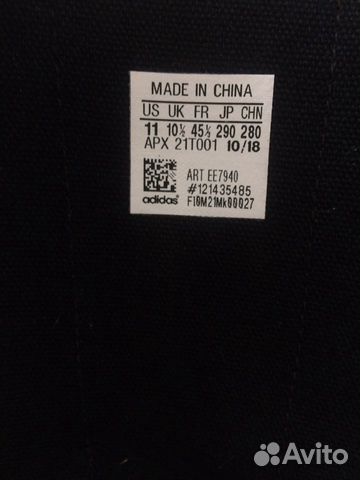 MADE IN CHINA
US UK FR JP CHN
11 10½ 45⅓ 290 280
APX 21T001 10/18
ART EE7940
#121435485
F10M21Mk00027
adidas
Avito